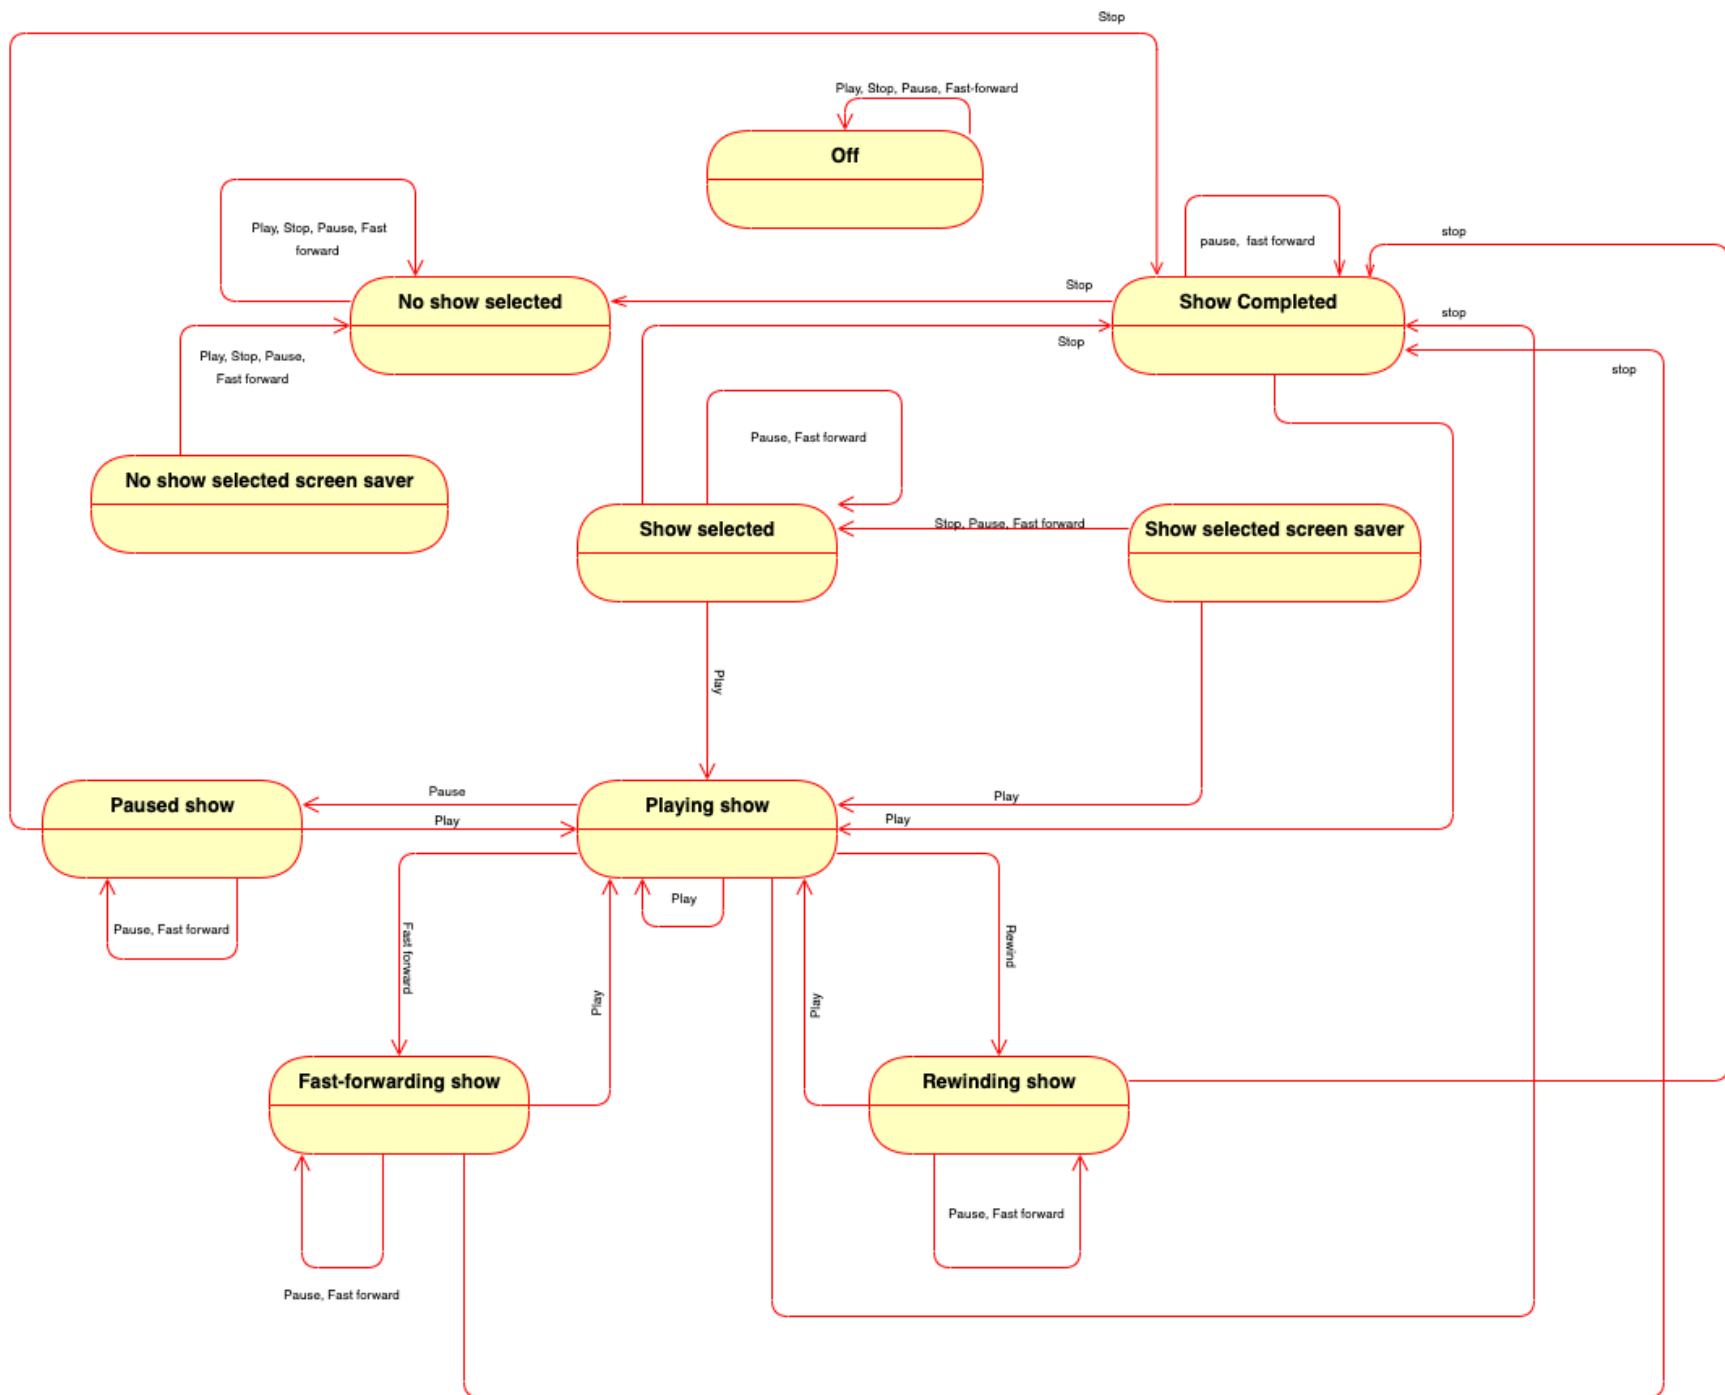 Stop
Play, Stop, Pause, Fast-forward
Off
Play, Stop, Pause, Fast
forward
pause,  fast forward
stop
No show selected
Stop
Show Completed
stop
Stop
Play, Stop, Pause,
Fast forward
stop
Pause, Fast forward
No show selected screen saver
Show selected
Stop, Pause, Fast forward
Show selected screen saver
Play
Paused show
Pause
Playing show
Play
Play
Play
Play
Pause, Fast forward
Fast forward
Rewind
Play
Play
Fast-forwarding show
Rewinding show
Pause, Fast forward
Pause, Fast forward